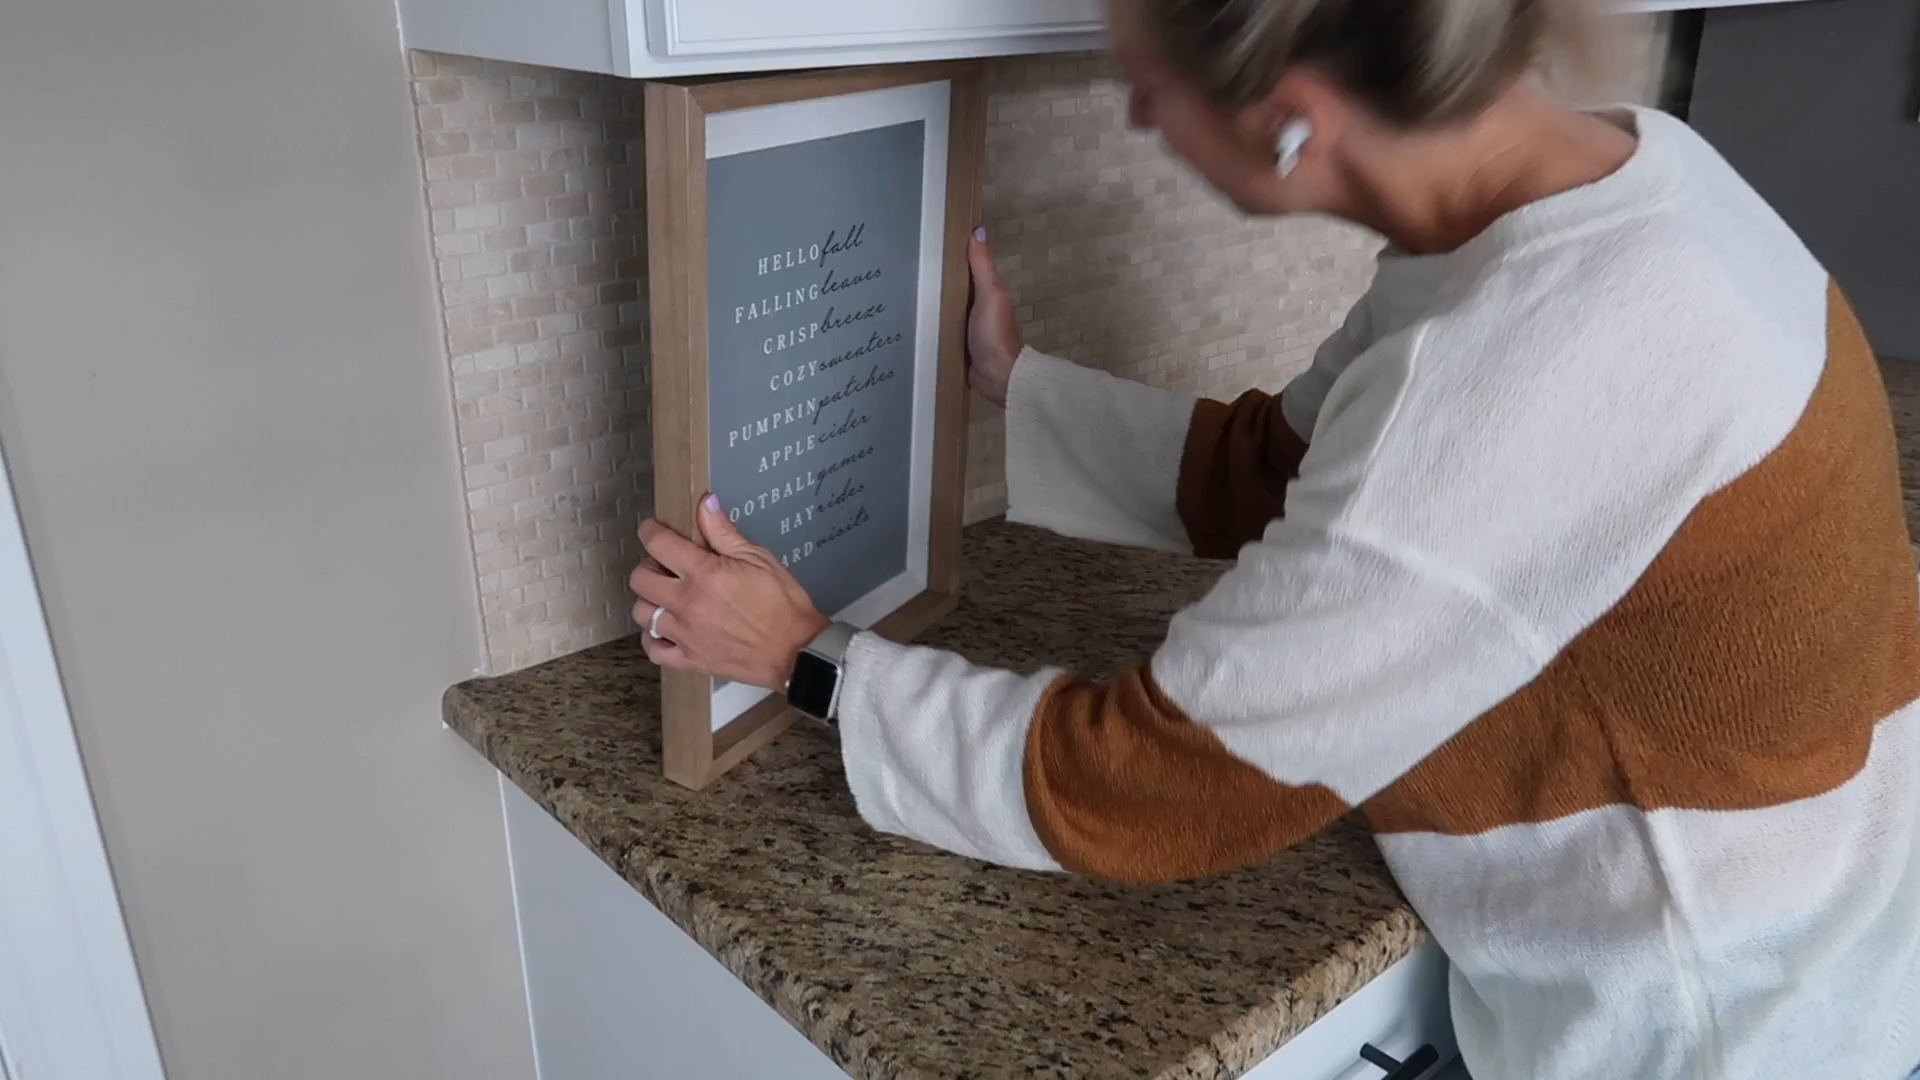 HELLO fall
FALLING leaves
CRISP breeze
COZY sweaters
PUMPKIN patches
APPLE cider
OOTBALL games
HAY rides
ARD visits